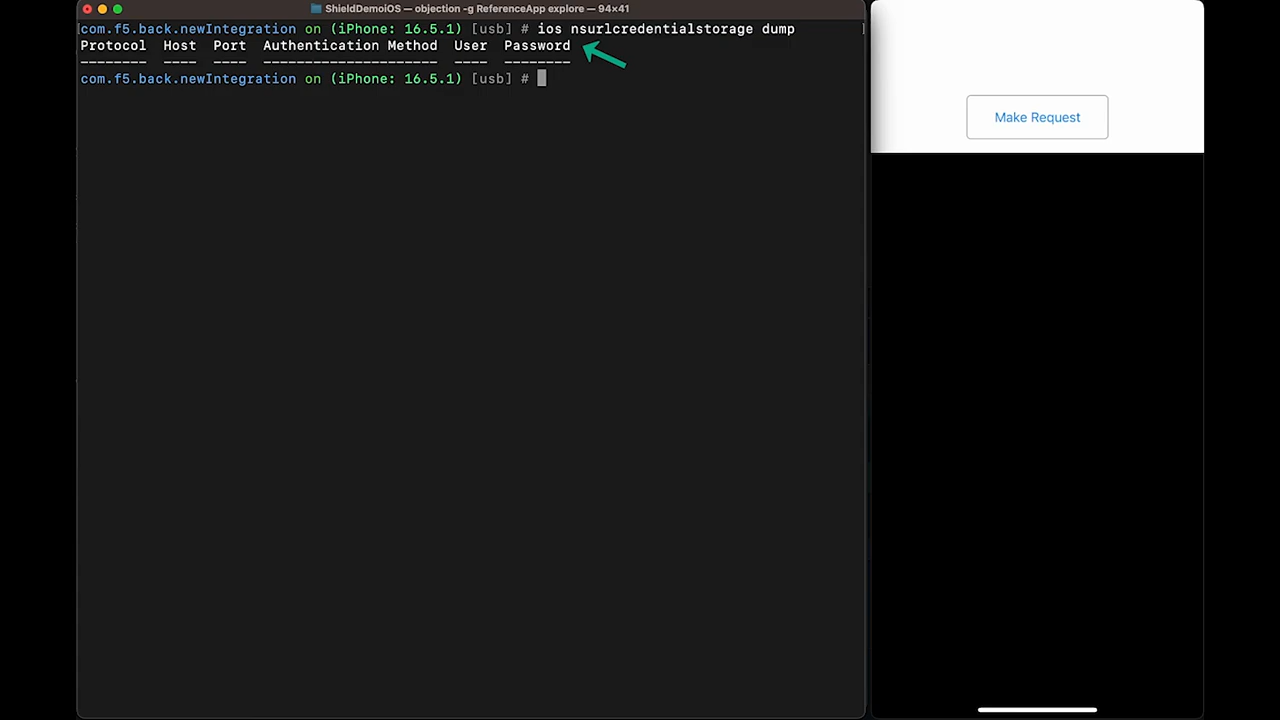 ShieldDemoiOS — objection -g ReferenceApp explore — 94×41
com.f5.back.newIntegration on (iPhone: 16.5.1) [usb] # ios nsurlcredentialstorage dump
Protocol  Host  Port  Authentication Method  User  Password
--------  ----  ----  ---------------------  ----  --------
com.f5.back.newIntegration on (iPhone: 16.5.1) [usb] #
Make Request